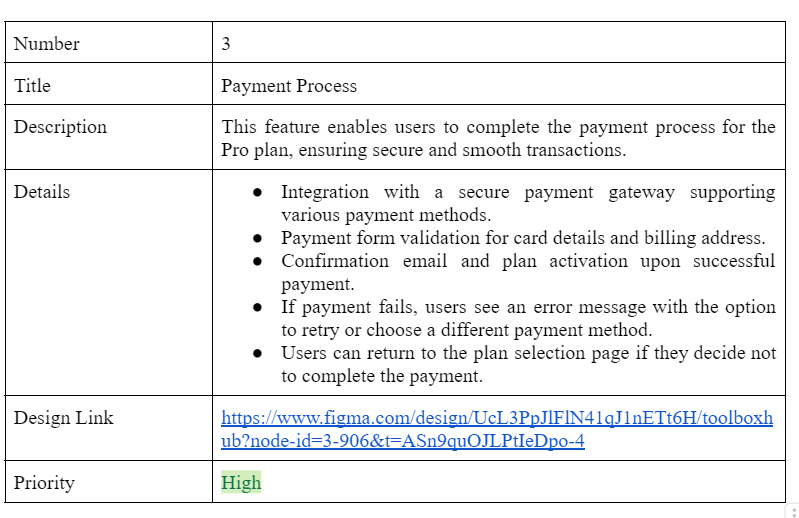 Number
3
Title
Payment Process
Description
This feature enables users to complete the payment process for the
Pro plan, ensuring secure and smooth transactions.
Details
● Integration with a secure payment gateway supporting
various payment methods.
● Payment form validation for card details and billing address.
● Confirmation email and plan activation upon successful
payment.
● If payment fails, users see an error message with the option
to retry or choose a different payment method.
● Users can return to the plan selection page if they decide not
to complete the payment.
Design Link
https://www.figma.com/design/UcL3PpJlFlN41qJ1nETt6H/toolboxh
ub?node-id=3-906&t=ASn9quOJLPtIeDpo-4
Priority
High